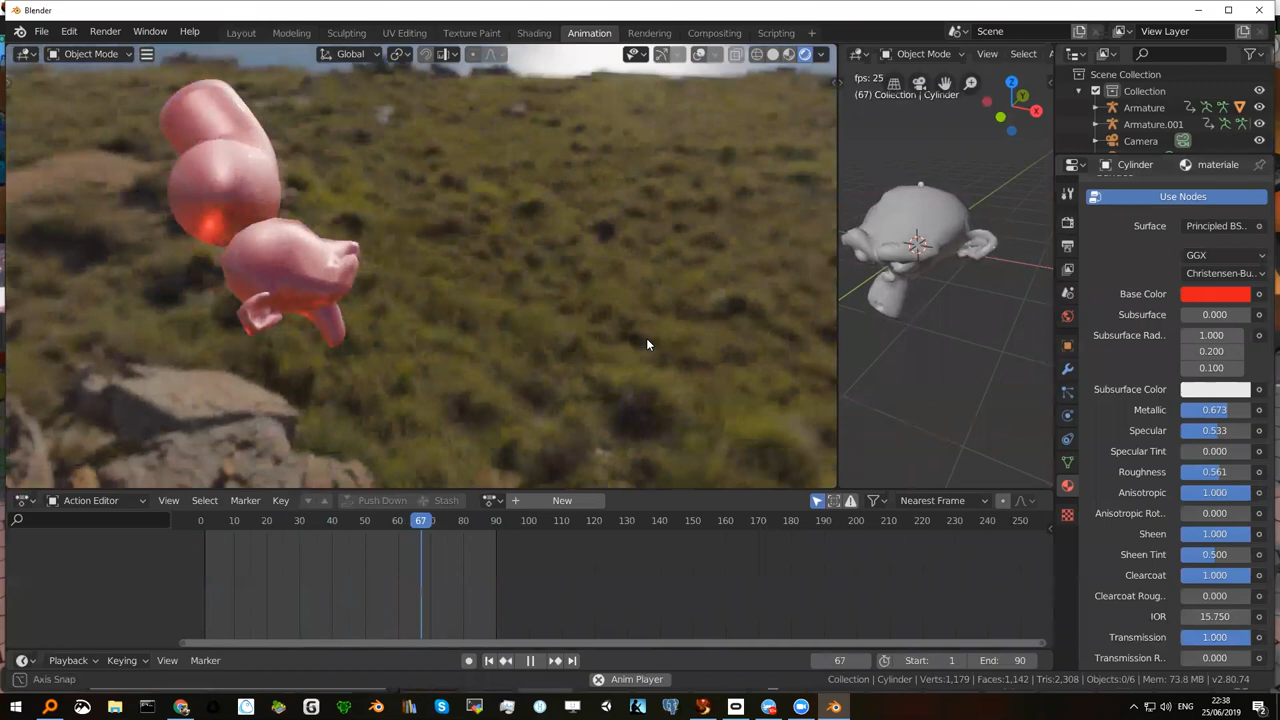 Blender
File Edit Render Window Help Layout Modeling Sculpting UV Editing Texture Paint Shading Animation Rendering Compositing Scripting + Scene View Layer
Object Mode Global Object Mode View Select
fps: 25
(67) Collection | Cylinder
Z
Y
X
Scene Collection
Collection
Armature
Armature.001
Camera
Cylinder materiale
Use Nodes
Surface Principled BS..
GGX
Christensen-Bu..
Base Color
Subsurface 0.000
Subsurface Rad.. 1.000
0.200
0.100
Subsurface Color
Metallic 0.673
Specular 0.533
Specular Tint 0.000
Roughness 0.561
Anisotropic 1.000
Anisotropic Rot.. 0.000
Sheen 1.000
Sheen Tint 0.500
Clearcoat 1.000
Clearcoat Roug.. 0.000
IOR 15.750
Transmission 1.000
Transmission R.. 0.000
Action Editor View Select Marker Key Push Down Stash + New Nearest Frame
0 10 20 30 40 50 60 67 80 90 100 110 120 130 140 150 160 170 180 190 200 210 220 230 240 250
Playback Keying View Marker 67 Start: 1 End: 90
Axis Snap Anim Player Collection | Cylinder | Verts:1,179 | Faces:1,142 | Tris:2,308 | Objects:0/6 | Mem: 73.8 MB | v2.80.74
ENG 22:38
25/06/2019